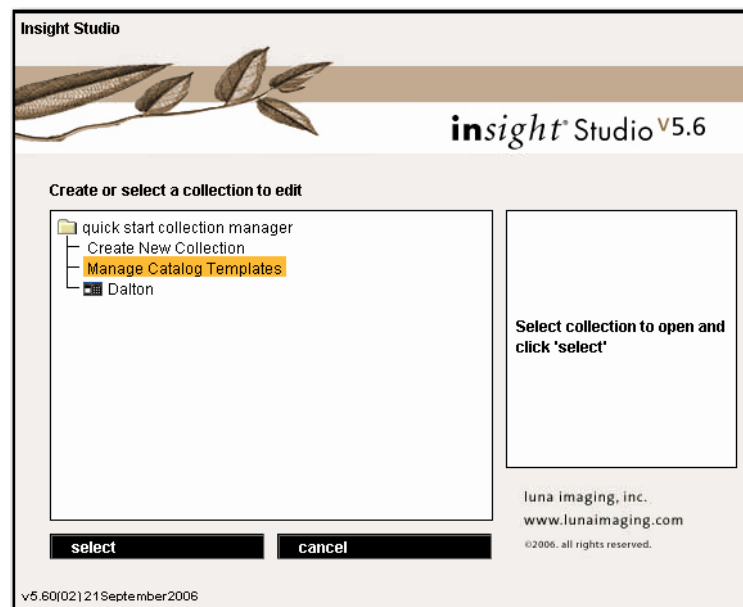 Insight Studio
insight® Studio v5.6
Create or select a collection to edit
quick start collection manager
Create New Collection
Manage Catalog Templates
Dalton
Select collection to open and
click 'select'
select
cancel
luna imaging, inc.
www.lunaimaging.com
©2006. all rights reserved.
v5.60(02) 21September2006